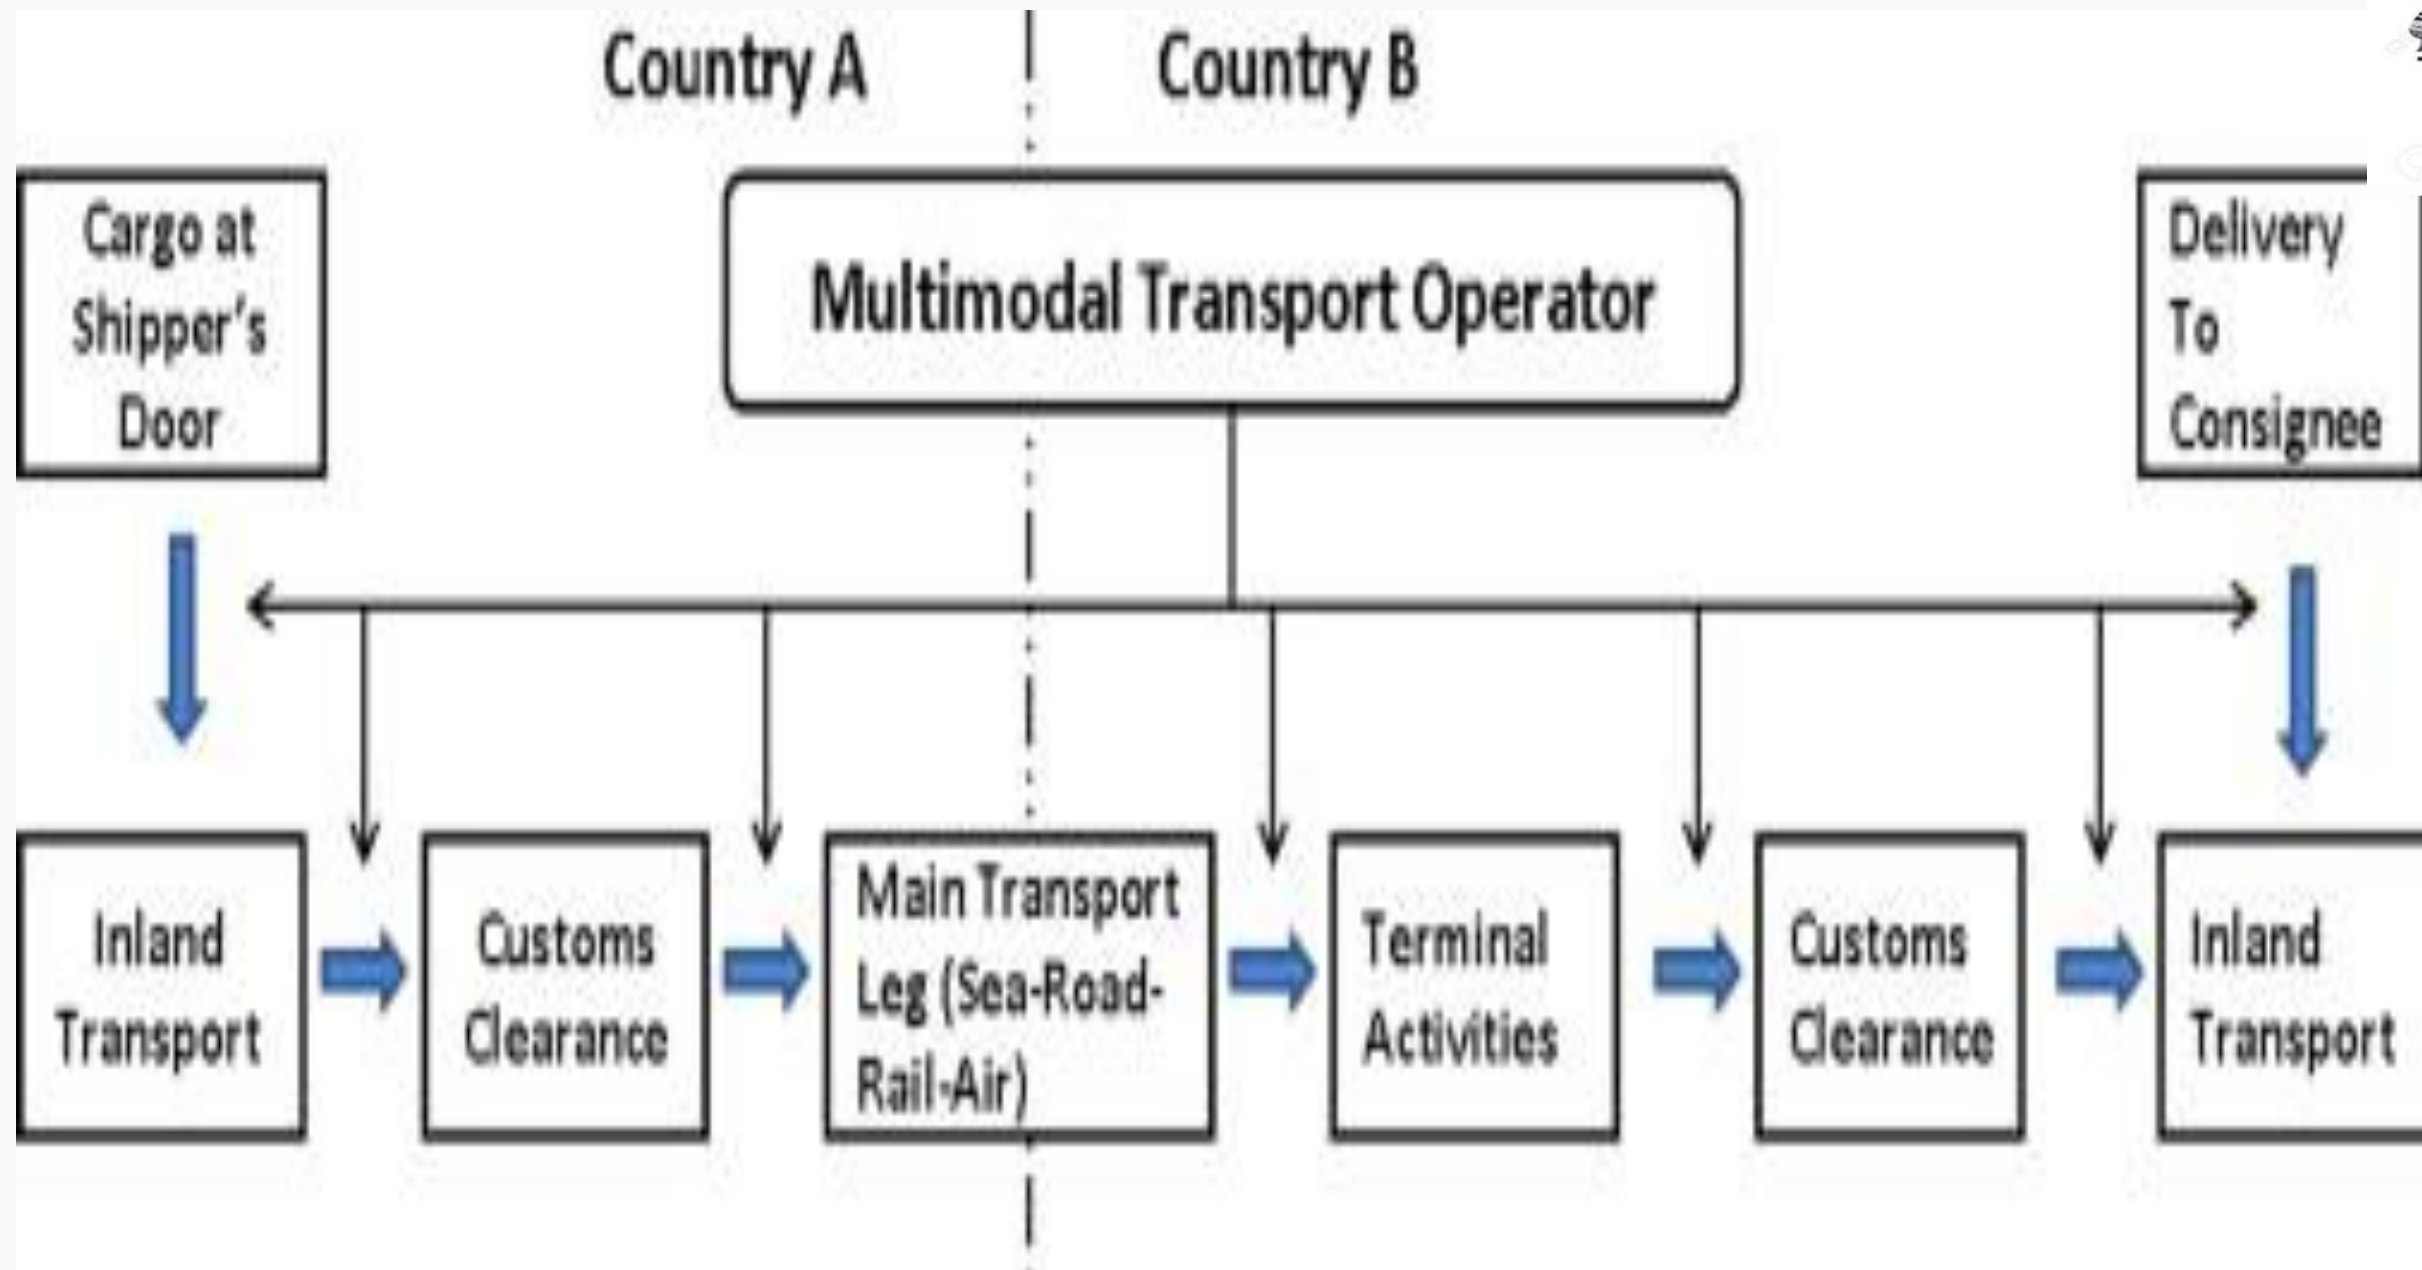 Country A
Country B
Cargo at
Shipper's
Door
Multimodal Transport Operator
Delivery
To
Consignee
Inland
Transport
Customs
Clearance
Main Transport
Leg (Sea-Road-
Rail-Air)
Terminal
Activities
Customs
Clearance
Inland
Transport